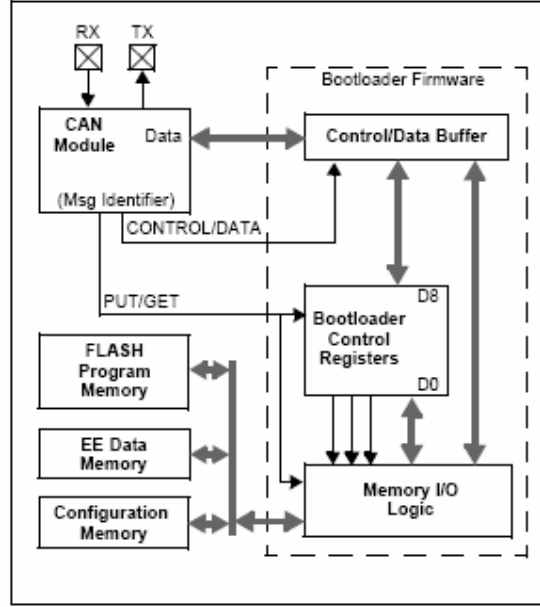 RX TX
Bootloader Firmware
CAN
Module
Data
(Msg Identifier)
Control/Data Buffer
CONTROL/DATA
PUT/GET
D8
Bootloader
Control
Registers
D0
FLASH
Program
Memory
EE Data
Memory
Configuration
Memory
Memory I/O
Logic